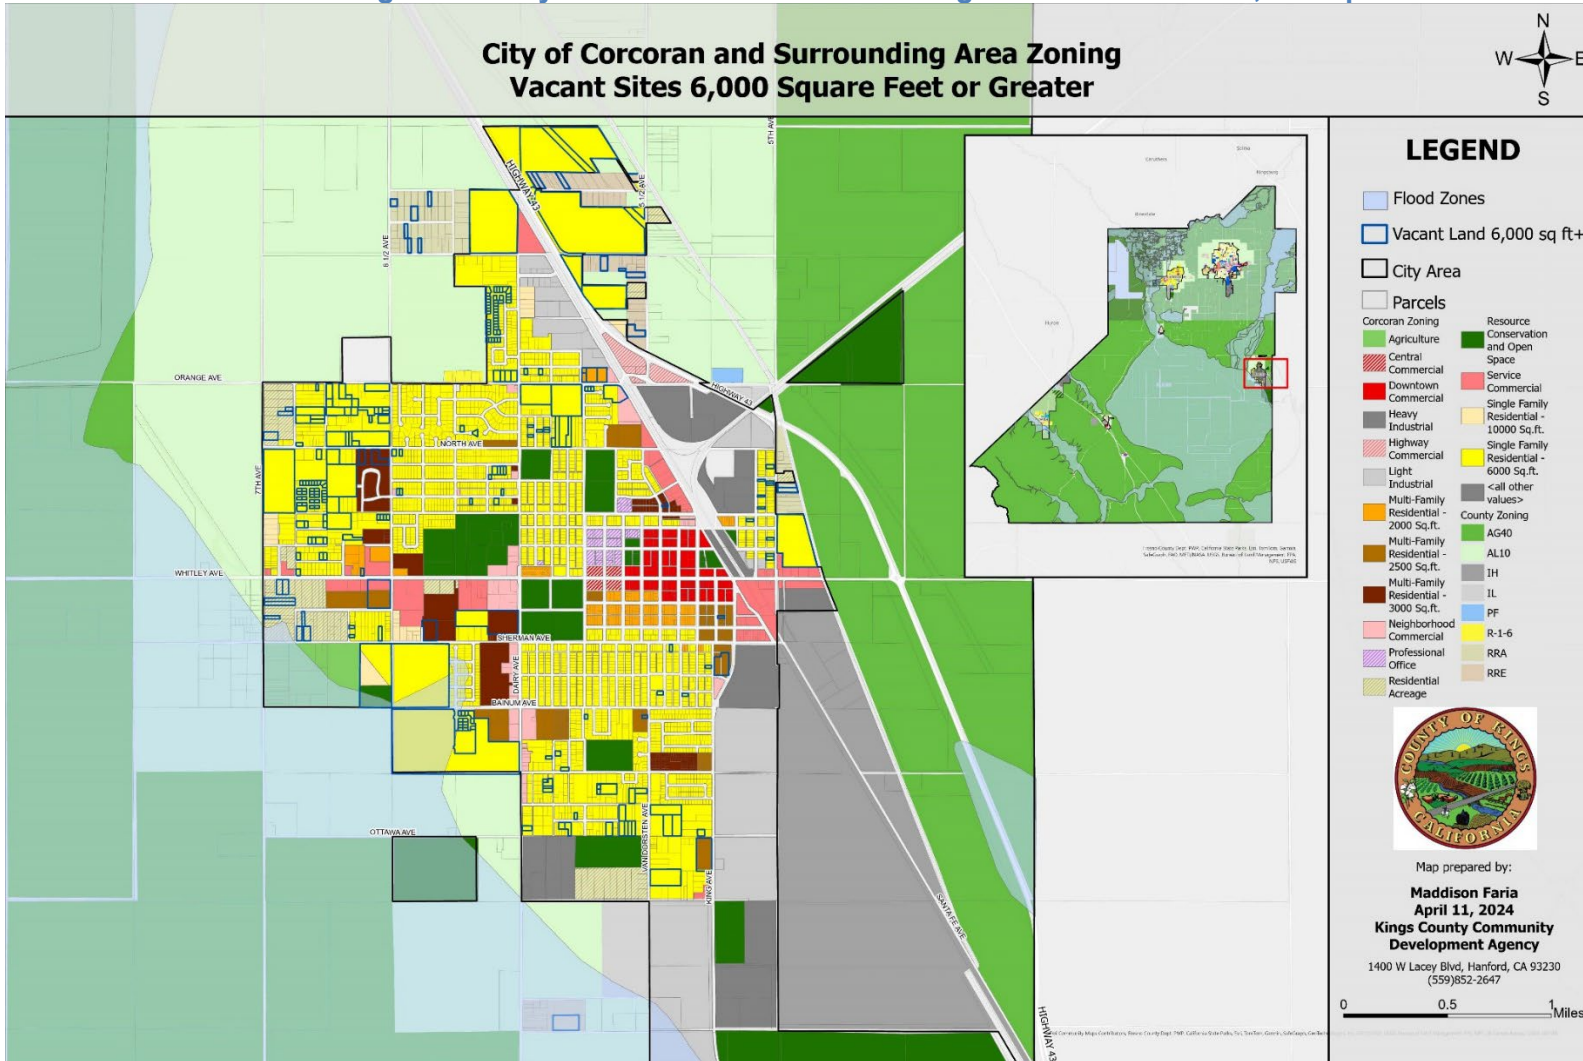 City of Corcoran and Surrounding Area Zoning
Vacant Sites 6,000 Square Feet or Greater
N
W
E
S
HIGHWAY 43
5TH AVE
5 1/2 AVE
6 1/2 AVE
ORANGE AVE
HIGHWAY 43
NORTH AVE
7TH AVE
WHITLEY AVE
SHERMAN AVE
DAIRY AVE
BAINUM AVE
OTTAWA AVE
VAN DORSTEN AVE
KING AVE
SANTA FE AVE
HIGHWAY 43
LEGEND
Flood Zones
Vacant Land 6,000 sq ft+
City Area
Parcels
Corcoran Zoning
Agriculture
Central
Commercial
Downtown
Commercial
Heavy
Industrial
Highway
Commercial
Light
Industrial
Multi-Family
Residential -
2000 Sq.ft.
Multi-Family
Residential -
2500 Sq.ft.
Multi-Family
Residential -
3000 Sq.ft.
Neighborhood
Commercial
Professional
Office
Residential
Acreage
Resource
Conservation
and Open
Space
Service
Commercial
Single Family
Residential -
10000 Sq.ft.
Single Family
Residential -
6000 Sq.ft.
<all other
values>
County Zoning
AG40
AL10
IH
IL
PF
R-1-6
RRA
RRE
COUNTY OF KINGS
CALIFORNIA
Map prepared by:
Maddison Faria
April 11, 2024
Kings County Community
Development Agency
1400 W Lacey Blvd, Hanford, CA 93230
(559)852-2647
0 0.5 1
Miles